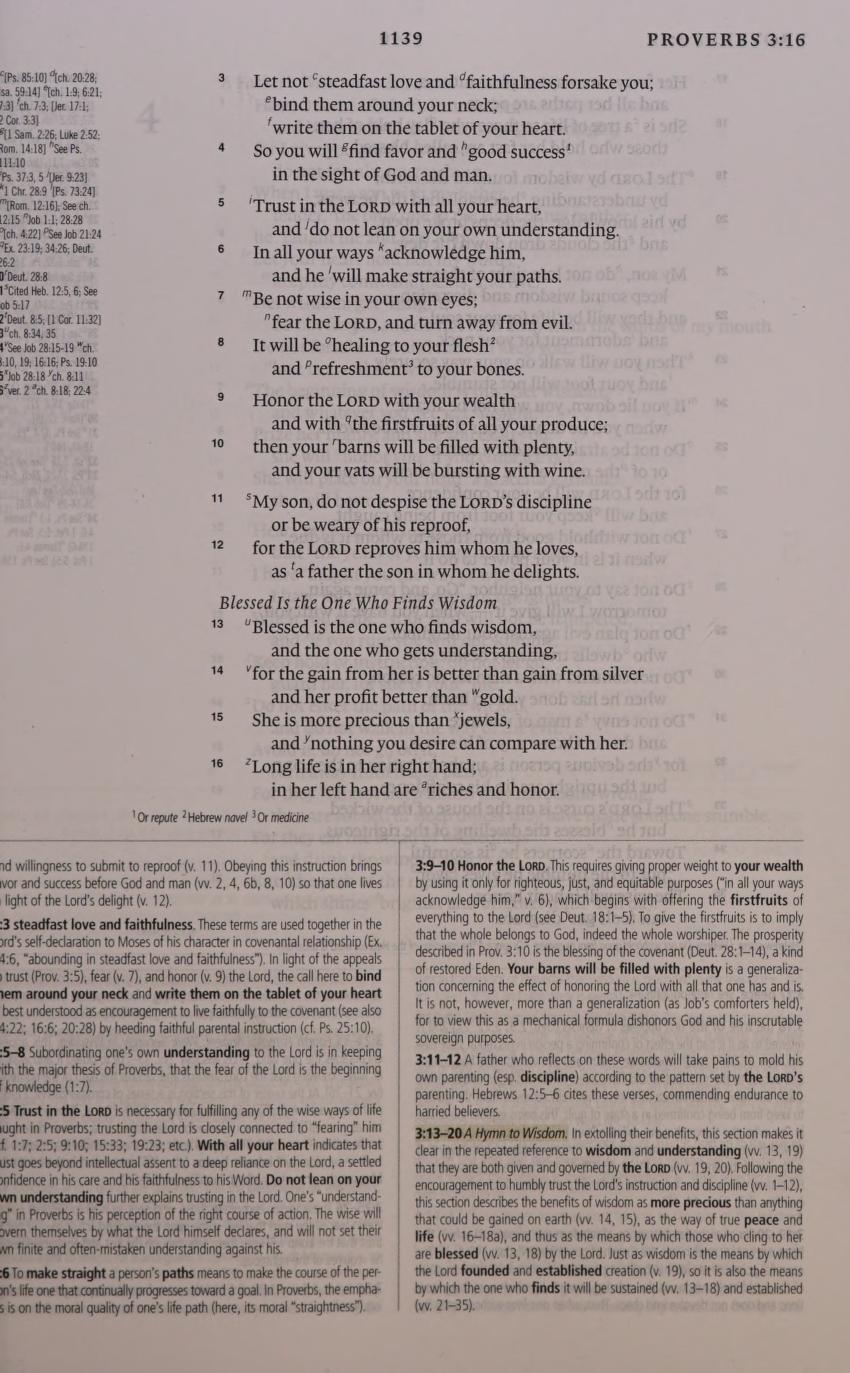 1139
PROVERBS 3:16
c[Ps. 85:10] d[ch. 20:28;
sa. 59:14] e[ch. 1:9; 6:21;
7:3] f ch. 7:3; [Jer. 17:1;
2 Cor. 3:3]
g[1 Sam. 2:26; Luke 2:52;
Rom. 14:18] h See Ps.
111:10
Ps. 37:3, 5 j[Jer. 9:23]
k1 Chr. 28:9 l[Ps. 73:24]
m[Rom. 12:16]; See ch.
12:15 n Job 1:1; 28:28
o[ch. 4:22] p See Job 21:24
q Ex. 23:19; 34:26; Deut.
26:2
0 r Deut. 28:8
1 s Cited Heb. 12:5, 6; See
ob 5:17
2 t Deut. 8:5; [1 Cor. 11:32]
3 u ch. 8:34, 35
4 v See Job 28:15-19 w ch.
8:10, 19; 16:16; Ps. 19:10
5 x Job 28:18 y ch. 8:11
6 z ver. 2 a ch. 8:18; 22:4
3 Let not c steadfast love and d faithfulness forsake you;
e bind them around your neck;
f write them on the tablet of your heart.
4 So you will g find favor and h good success1
in the sight of God and man.
5 i Trust in the LORD with all your heart,
and j do not lean on your own understanding.
6 In all your ways k acknowledge him,
and he l will make straight your paths.
7 m Be not wise in your own eyes;
n fear the LORD, and turn away from evil.
8 It will be o healing to your flesh2
and p refreshment3 to your bones.
9 Honor the LORD with your wealth
and with q the firstfruits of all your produce;
10 then your r barns will be filled with plenty,
and your vats will be bursting with wine.
11 s My son, do not despise the LORD's discipline
or be weary of his reproof,
12 for the LORD reproves him whom he loves,
as t a father the son in whom he delights.
Blessed Is the One Who Finds Wisdom
13 u Blessed is the one who finds wisdom,
and the one who gets understanding,
14 v for the gain from her is better than gain from silver
and her profit better than w gold.
15 She is more precious than x jewels,
and y nothing you desire can compare with her.
16 z Long life is in her right hand;
in her left hand are a riches and honor.
1 Or repute 2 Hebrew navel 3 Or medicine
nd willingness to submit to reproof (v. 11). Obeying this instruction brings
vor and success before God and man (vv. 2, 4, 6b, 8, 10) so that one lives
light of the Lord's delight (v. 12).
:3 steadfast love and faithfulness. These terms are used together in the
ord's self-declaration to Moses of his character in covenantal relationship (Ex.
4:6, "abounding in steadfast love and faithfulness"). In light of the appeals
trust (Prov. 3:5), fear (v. 7), and honor (v. 9) the Lord, the call here to bind
nem around your neck and write them on the tablet of your heart
best understood as encouragement to live faithfully to the covenant (see also
4:22; 16:6; 20:28) by heeding faithful parental instruction (cf. Ps. 25:10).
:5–8 Subordinating one's own understanding to the Lord is in keeping
ith the major thesis of Proverbs, that the fear of the Lord is the beginning
f knowledge (1:7).
:5 Trust in the LORD is necessary for fulfilling any of the wise ways of life
ught in Proverbs; trusting the Lord is closely connected to "fearing" him
f. 1:7; 2:5; 9:10; 15:33; 19:23; etc.). With all your heart indicates that
ust goes beyond intellectual assent to a deep reliance on the Lord, a settled
onfidence in his care and his faithfulness to his Word. Do not lean on your
wn understanding further explains trusting in the Lord. One's "understand-
g" in Proverbs is his perception of the right course of action. The wise will
overn themselves by what the Lord himself declares, and will not set their
wn finite and often-mistaken understanding against his.
:6 To make straight a person's paths means to make the course of the per-
on's life one that continually progresses toward a goal. In Proverbs, the empha-
s is on the moral quality of one's life path (here, its moral "straightness").
3:9–10 Honor the LORD. This requires giving proper weight to your wealth
by using it only for righteous, just, and equitable purposes ("in all your ways
acknowledge him," v. 6), which begins with offering the firstfruits of
everything to the Lord (see Deut. 18:1–5). To give the firstfruits is to imply
that the whole belongs to God, indeed the whole worshiper. The prosperity
described in Prov. 3:10 is the blessing of the covenant (Deut. 28:1–14), a kind
of restored Eden. Your barns will be filled with plenty is a generaliza-
tion concerning the effect of honoring the Lord with all that one has and is.
It is not, however, more than a generalization (as Job's comforters held),
for to view this as a mechanical formula dishonors God and his inscrutable
sovereign purposes.
3:11–12 A father who reflects on these words will take pains to mold his
own parenting (esp. discipline) according to the pattern set by the LORD's
parenting. Hebrews 12:5–6 cites these verses, commending endurance to
harried believers.
3:13–20 A Hymn to Wisdom. In extolling their benefits, this section makes it
clear in the repeated reference to wisdom and understanding (vv. 13, 19)
that they are both given and governed by the LORD (vv. 19, 20). Following the
encouragement to humbly trust the Lord's instruction and discipline (vv. 1–12),
this section describes the benefits of wisdom as more precious than anything
that could be gained on earth (vv. 14, 15), as the way of true peace and
life (vv. 16–18a), and thus as the means by which those who cling to her
are blessed (vv. 13, 18) by the Lord. Just as wisdom is the means by which
the Lord founded and established creation (v. 19), so it is also the means
by which the one who finds it will be sustained (vv. 13–18) and established
(vv. 21–35).